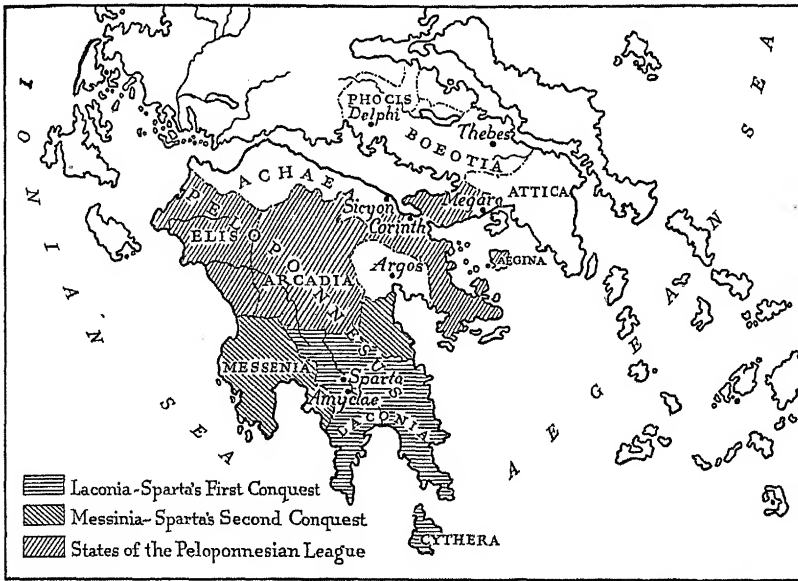 IONIAN SEA
AEGEAN SEA
PHOCIS
Delphi
Thebes
BOEOTIA
ACHAEA
Megara
ATTICA
Sicyon
Corinth
PELOPONNESUS
ELIS
AEGINA
Argos
ARCADIA
MESSENIA
Sparta
Amyclae
LACONIA
Laconia-Sparta's First Conquest
Messinia-Sparta's Second Conquest
States of the Peloponnesian League
CYTHERA